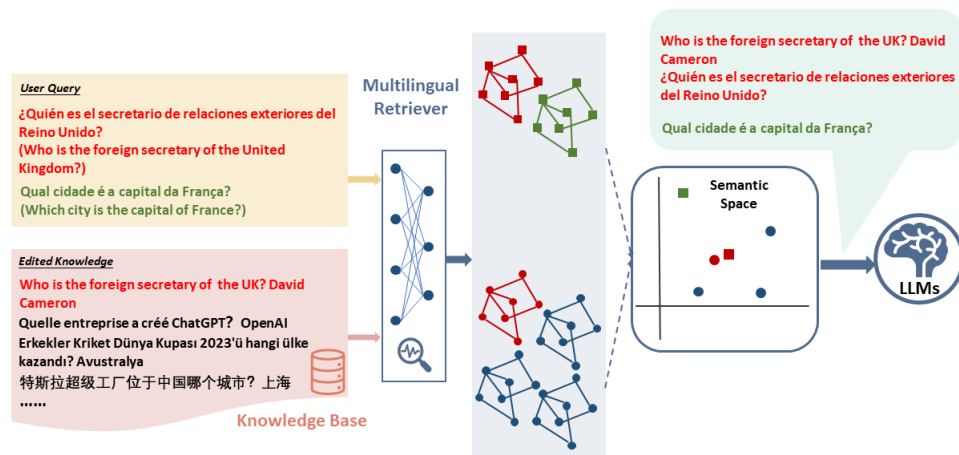 User Query
¿Quién es el secretario de relaciones exteriores del
Reino Unido?
(Who is the foreign secretary of the United
Kingdom?)
Qual cidade é a capital da França?
(Which city is the capital of France?)
Edited Knowledge
Who is the foreign secretary of the UK? David
Cameron
Quelle entreprise a créé ChatGPT? OpenAI
Erkekler Kriket Dünya Kupası 2023'ü hangi ülke
kazandı? Avustralya
特斯拉超级工厂位于中国哪个城市? 上海
......
Knowledge Base
Multilingual
Retriever
Semantic
Space
Who is the foreign secretary of the UK? David
Cameron
¿Quién es el secretario de relaciones exteriores
del Reino Unido?
Qual cidade é a capital da França?
LLMs